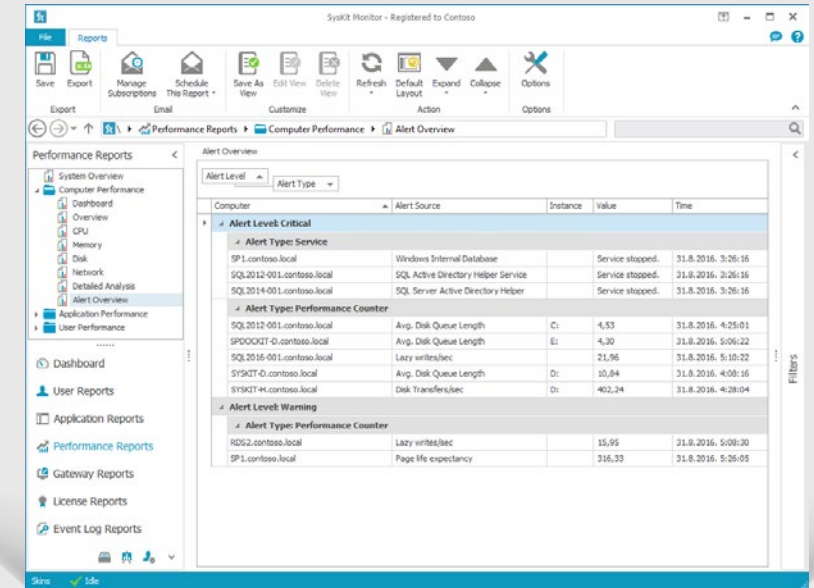 SysKit Monitor - Registered to Contoso
File Reports
Save Export Manage Subscriptions Schedule This Report Save As View Edit View Delete View Refresh Default Layout Expand Collapse Options
Export Email Customize Action Options
\ Performance Reports Computer Performance Alert Overview
Performance Reports <
System Overview
Computer Performance
Dashboard
Overview
CPU
Memory
Disk
Network
Detailed Analysis
Alert Overview
Application Performance
User Performance
Dashboard
User Reports
Application Reports
Performance Reports
Gateway Reports
License Reports
Event Log Reports
Alert Overview
Alert Level
Alert Type
Computer Alert Source Instance Value Time
Alert Level: Critical
Alert Type: Service
SP1.contoso.local Windows Internal Database Service stopped. 31.8.2016. 3:26:16
SQL2012-001.contoso.local SQL Active Directory Helper Service Service stopped. 31.8.2016. 3:26:16
SQL2014-001.contoso.local SQL Server Active Directory Helper Service stopped. 31.8.2016. 3:26:16
Alert Type: Performance Counter
SQL2012-001.contoso.local Avg. Disk Queue Length C: 4,53 31.8.2016. 4:25:01
SPDOCKIT-D.contoso.local Avg. Disk Queue Length E: 4,30 31.8.2016. 5:06:22
SQL2016-001.contoso.local Lazy writes/sec 21,96 31.8.2016. 5:10:22
SYSKIT-D.contoso.local Avg. Disk Queue Length D: 10,84 31.8.2016. 4:08:16
SYSKIT-H.contoso.local Disk Transfers/sec D: 402,24 31.8.2016. 4:28:04
Alert Level: Warning
Alert Type: Performance Counter
RDS2.contoso.local Lazy writes/sec 15,95 31.8.2016. 5:08:30
SP1.contoso.local Page life expectancy 316,33 31.8.2016. 5:26:05
<
Filters
Skins Idle